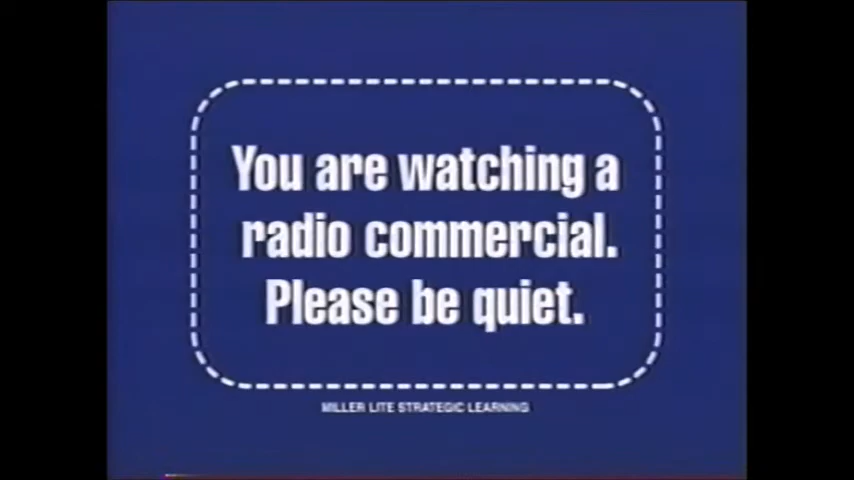 You are watching a
radio commercial.
Please be quiet.
MILLER LITE STRATEGIC LEARNING